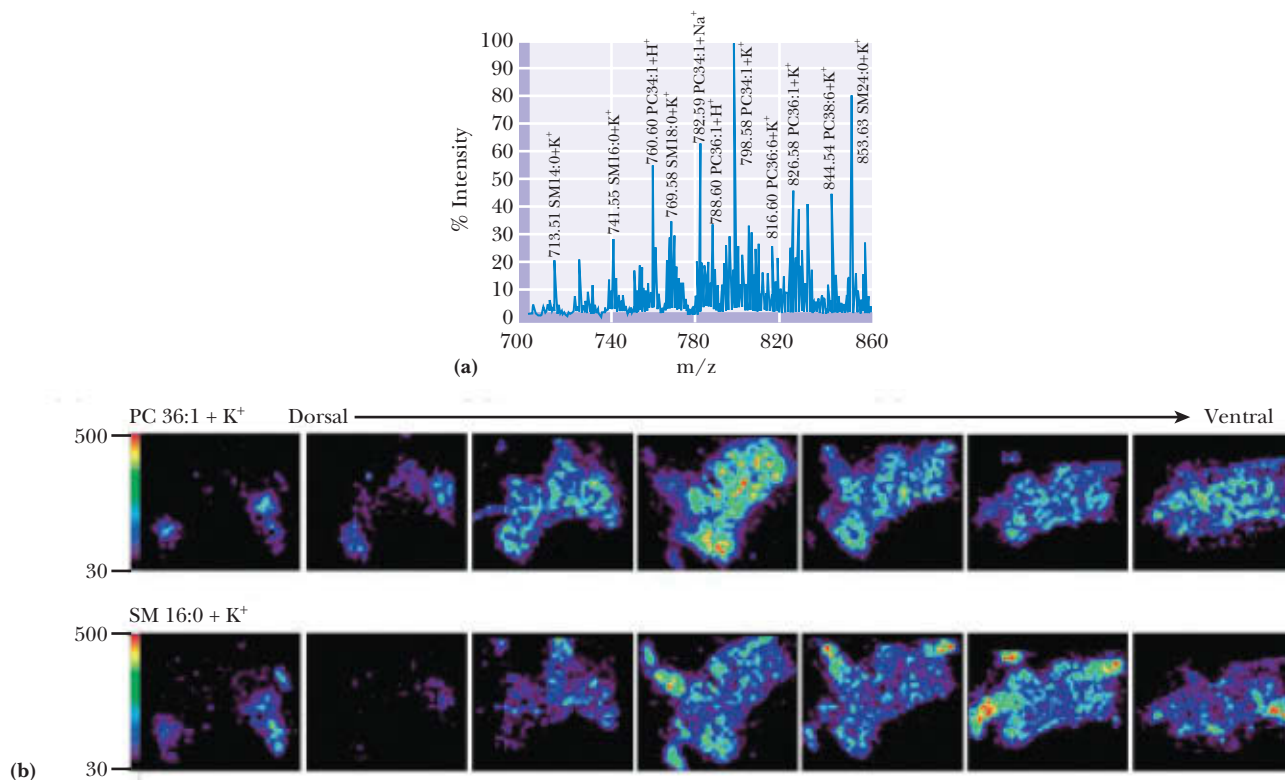 100
90
80
70
60
50
40
30
20
10
0
% Intensity
713.51 SM14:0+K⁺
741.55 SM16:0+K⁺
760.60 PC34:1+H⁺
769.58 SM18:0+K⁺
782.59 PC34:1+Na⁺
788.60 PC36:1+H⁺
798.58 PC34:1+K⁺
816.60 PC36:6+K⁺
826.58 PC36:1+K⁺
844.54 PC38:6+K⁺
853.63 SM24:0+K⁺
700 740 780 820 860
(a) m/z
PC 36:1 + K⁺ Dorsal Ventral
500
30
SM 16:0 + K⁺
500
30
(b)